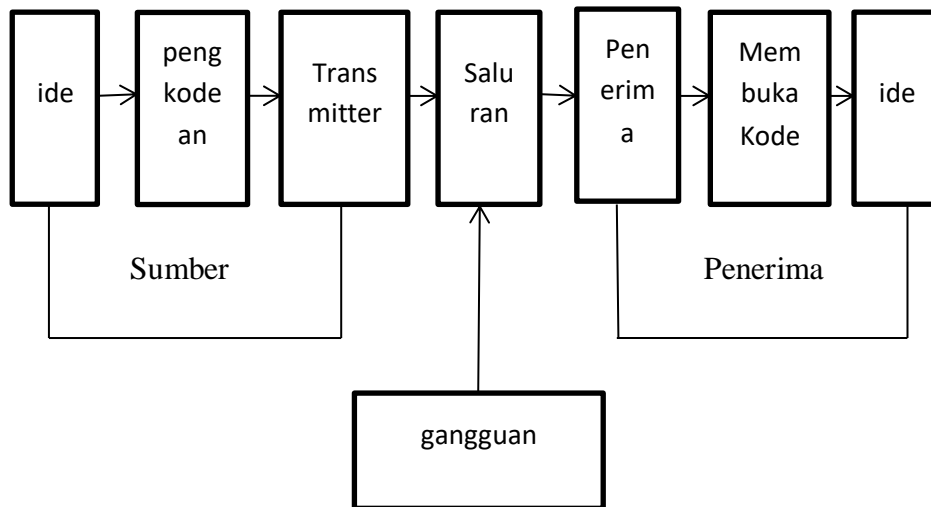 ide
peng
kode
an
Trans
mitter
Salu
ran
Pen
erim
a
Mem
buka
Kode
ide
Sumber
Penerima
gangguan